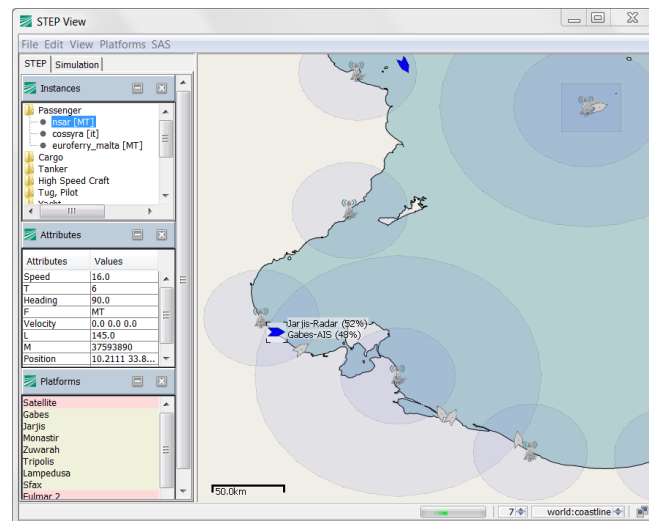 STEP View
File Edit View Platforms SAS
STEP Simulation
Instances
Passenger
nsar [MT]
cossyra [it]
euroferry_malta [MT]
Cargo
Tanker
High Speed Craft
Tug, Pilot
Yacht
Attributes
Attributes Values
Speed 16.0
T 6
Heading 90.0
F MT
Velocity 0.0 0.0 0.0
L 145.0
M 37593890
Position 10.2111 33.8...
Platforms
Satellite
Gabes
Jarjis
Monastir
Zuwarah
Tripolis
Lampedusa
Sfax
Fulmar 2
Jarjis-Radar (52%)
Gabes-AIS (48%)
50.0km
7 world:coastline